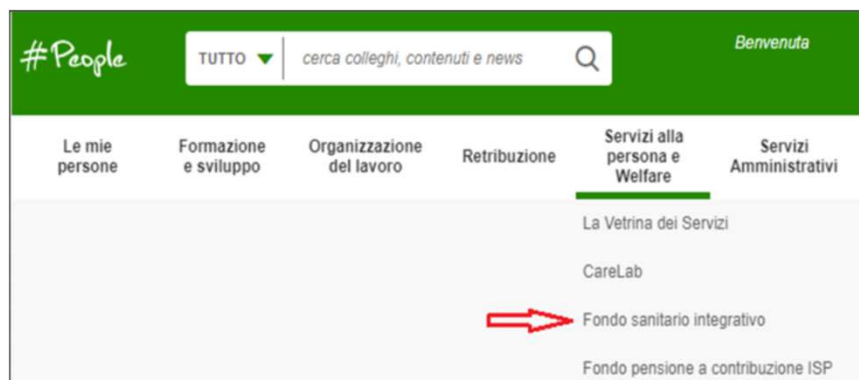 #People
TUTTO
cerca colleghi, contenuti e news
Benvenuta
Le mie
persone
Formazione
e sviluppo
Organizzazione
del lavoro
Retribuzione
Servizi alla
persona e
Welfare
Servizi
Amministrativi
La Vetrina dei Servizi
CareLab
Fondo sanitario integrativo
Fondo pensione a contribuzione ISP